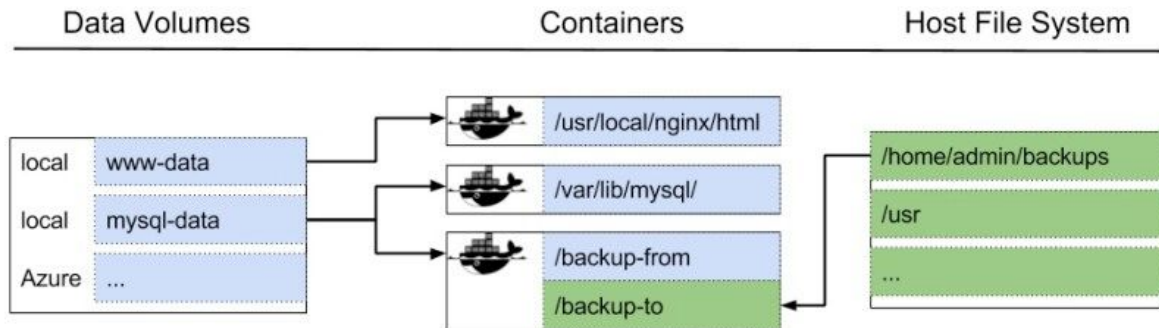 Data Volumes
Containers
Host File System
local
www-data
local
mysql-data
Azure
...
/usr/local/nginx/html
/var/lib/mysql/
/backup-from
/backup-to
/home/admin/backups
/usr
...